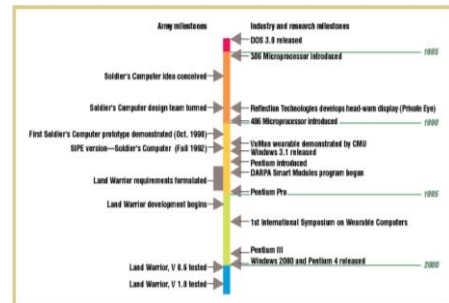 Army milestones
Industry and research milestones
DOS 3.0 released
1985
386 Microprocessor introduced
Soldier's Computer idea conceived
Soldier's Computer design team formed
Reflection Technologies develops head-worn display (Private Eye)
486 Microprocessor introduced
1990
First Soldier's Computer prototype demonstrated (Oct. 1990)
VuMan wearable demonstrated by CMU
SIPE version—Soldier's Computer (Fall 1992)
Windows 3.1 released
Pentium introduced
DARPA Smart Modules program began
Land Warrior requirements formulated
Pentium Pro
1995
Land Warrior development begins
1st International Symposium on Wearable Computers
Pentium III
Windows 2000 and Pentium 4 released
2000
Land Warrior, V 0.6 tested
Land Warrior, V 1.0 tested